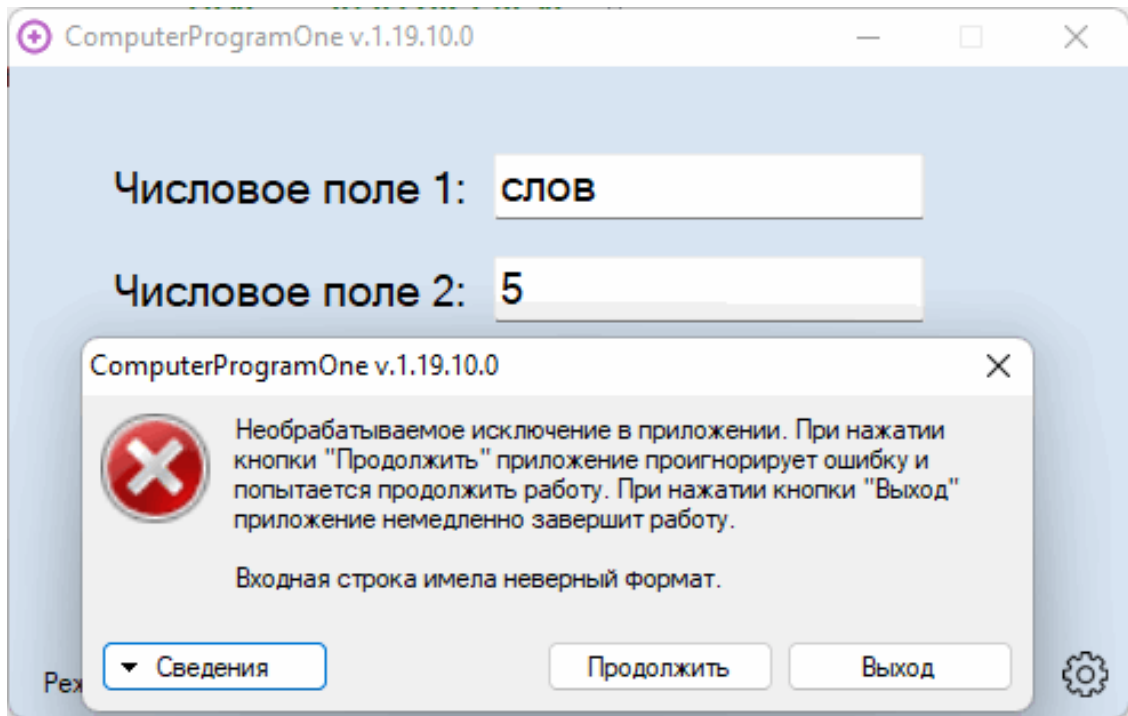 ComputerProgramOne v.1.19.10.0
Числовое поле 1: слов
Числовое поле 2: 5
ComputerProgramOne v.1.19.10.0
Необрабатываемое исключение в приложении. При нажатии
кнопки "Продолжить" приложение проигнорирует ошибку и
попытается продолжить работу. При нажатии кнопки "Выход"
приложение немедленно завершит работу.
Входная строка имела неверный формат.
Сведения
Продолжить
Выход